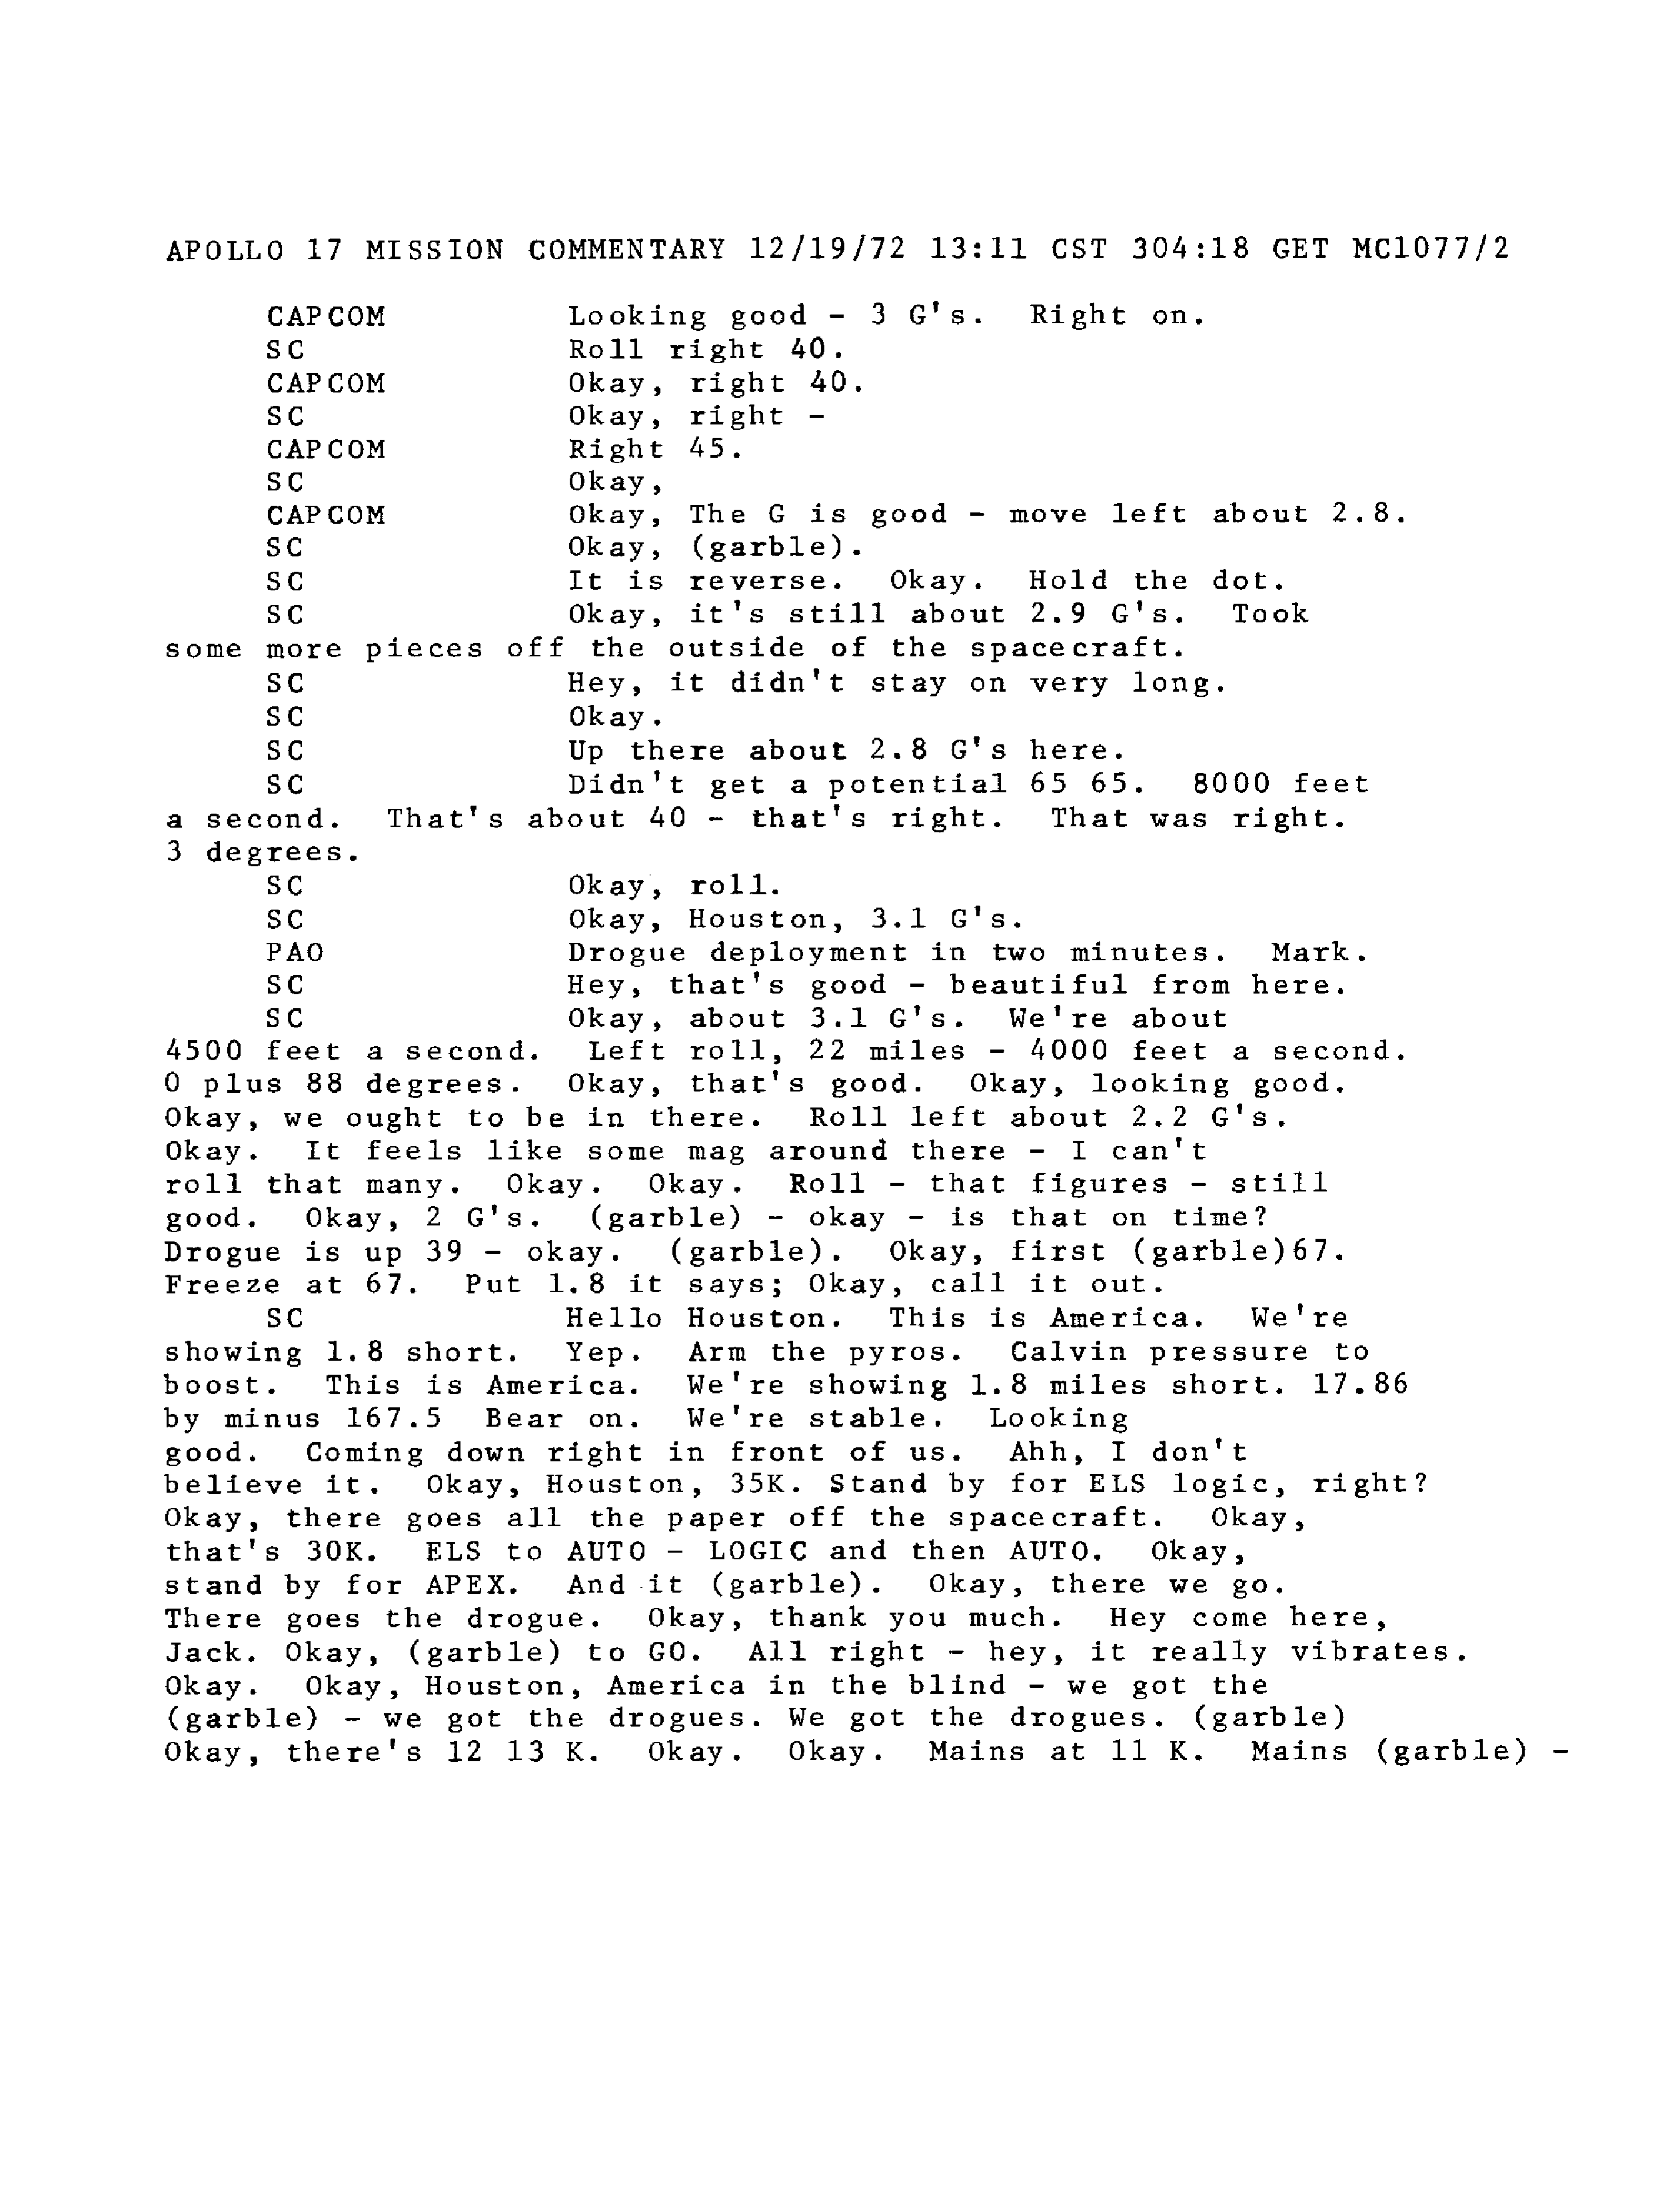 APOLLO 17 MISSION COMMENTARY 12/19/72 13:11 CST 304:18 GET MC1077/2
CAPCOM Looking good - 3 G's. Right on.
SC Roll right 40.
CAPCOM Okay, right 40.
SC Okay, right -
CAPCOM Right 45.
SC Okay,
CAPCOM Okay, The G is good - move left about 2.8.
SC Okay, (garble).
SC It is reverse. Okay. Hold the dot.
SC Okay, it's still about 2.9 G's. Took
some more pieces off the outside of the spacecraft.
SC Hey, it didn't stay on very long.
SC Okay.
SC Up there about 2.8 G's here.
SC Didn't get a potential 65 65. 8000 feet
a second. That's about 40 - that's right. That was right.
3 degrees.
SC Okay, roll.
SC Okay, Houston, 3.1 G's.
PAO Drogue deployment in two minutes. Mark.
SC Hey, that's good - beautiful from here.
SC Okay, about 3.1 G's. We're about
4500 feet a second. Left roll, 22 miles - 4000 feet a second.
0 plus 88 degrees. Okay, that's good. Okay, looking good.
Okay, we ought to be in there. Roll left about 2.2 G's.
Okay. It feels like some mag around there - I can't
roll that many. Okay. Okay. Roll - that figures - still
good. Okay, 2 G's. (garble) - okay - is that on time?
Drogue is up 39 - okay. (garble). Okay, first (garble)67.
Freeze at 67. Put 1.8 it says; Okay, call it out.
SC Hello Houston. This is America. We're
showing 1.8 short. Yep. Arm the pyros. Calvin pressure to
boost. This is America. We're showing 1.8 miles short. 17.86
by minus 167.5 Bear on. We're stable. Looking
good. Coming down right in front of us. Ahh, I don't
believe it. Okay, Houston, 35K. Stand by for ELS logic, right?
Okay, there goes all the paper off the spacecraft. Okay,
that's 30K. ELS to AUTO - LOGIC and then AUTO. Okay,
stand by for APEX. And it (garble). Okay, there we go.
There goes the drogue. Okay, thank you much. Hey come here,
Jack. Okay, (garble) to GO. All right - hey, it really vibrates.
Okay. Okay, Houston, America in the blind - we got the
(garble) - we got the drogues. We got the drogues. (garble)
Okay, there's 12 13 K. Okay. Okay. Mains at 11 K. Mains (garble) -